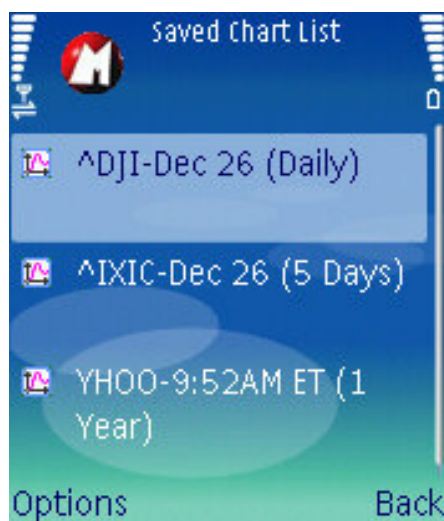 Saved Chart List
^DJI-Dec 26 (Daily)
^IXIC-Dec 26 (5 Days)
YHOO-9:52AM ET (1
Year)
Options Back